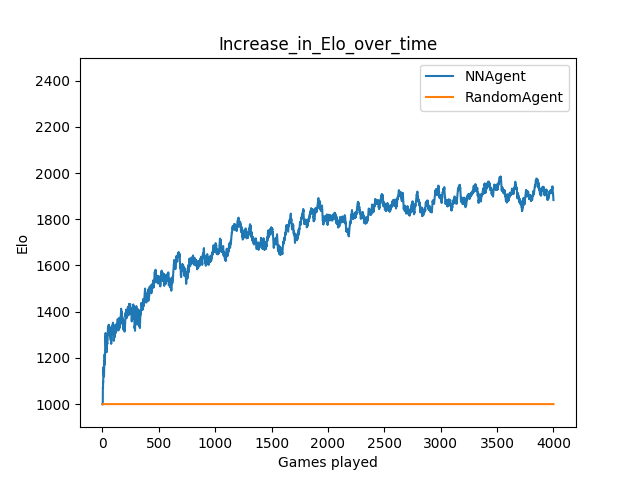 Increase_in_Elo_over_time
NNAgent
RandomAgent
2400
2200
2000
1800
1600
1400
1200
1000
Elo
0 500 1000 1500 2000 2500 3000 3500 4000
Games played